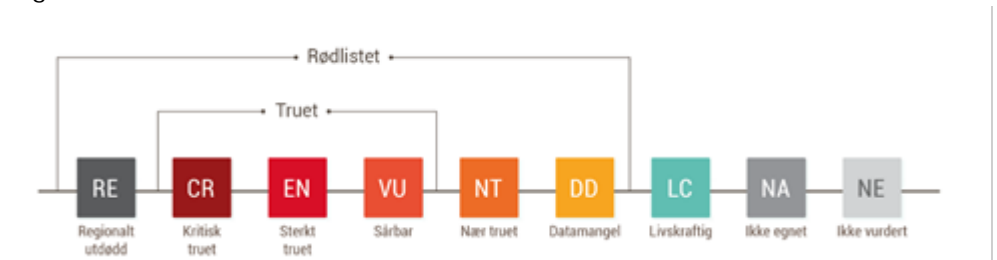 Rødlistet
Truet
RE
CR
EN
VU
NT
DD
LC
NA
NE
Regionalt
utdødd
Kritisk
truet
Sterkt
truet
Sårbar
Nær truet
Datamangel
Livskraftig
Ikke egnet
Ikke vurdert